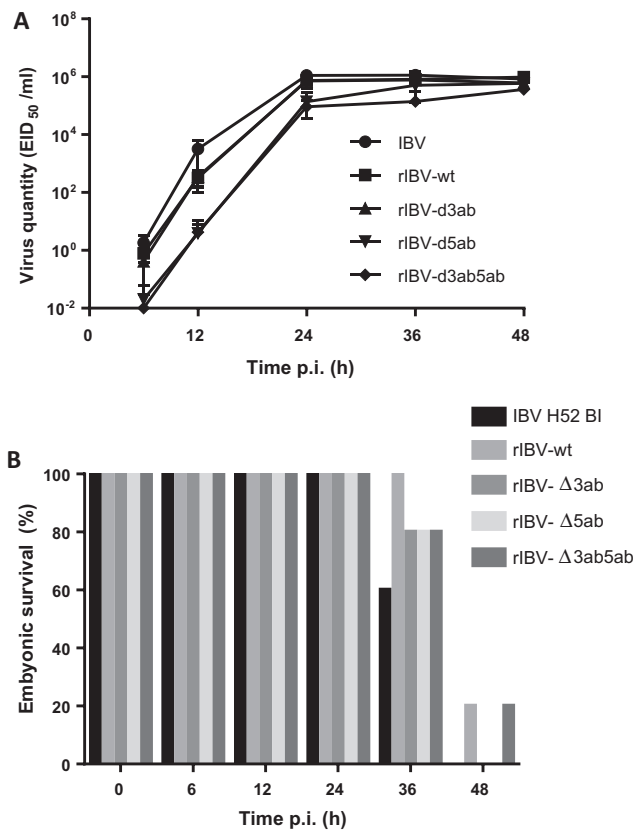 A
Virus quantity (EID50 /ml)
10^8
10^6
10^4
10^2
10^0
10^-2
IBV
rIBV-wt
rIBV-d3ab
rIBV-d5ab
rIBV-d3ab5ab
0 12 24 36 48
Time p.i. (h)
B
IBV H52 BI
rIBV-wt
rIBV- Δ3ab
rIBV- Δ5ab
rIBV- Δ3ab5ab
Embyonic survival (%)
100
80
60
40
20
0
0 6 12 24 36 48
Time p.i. (h)